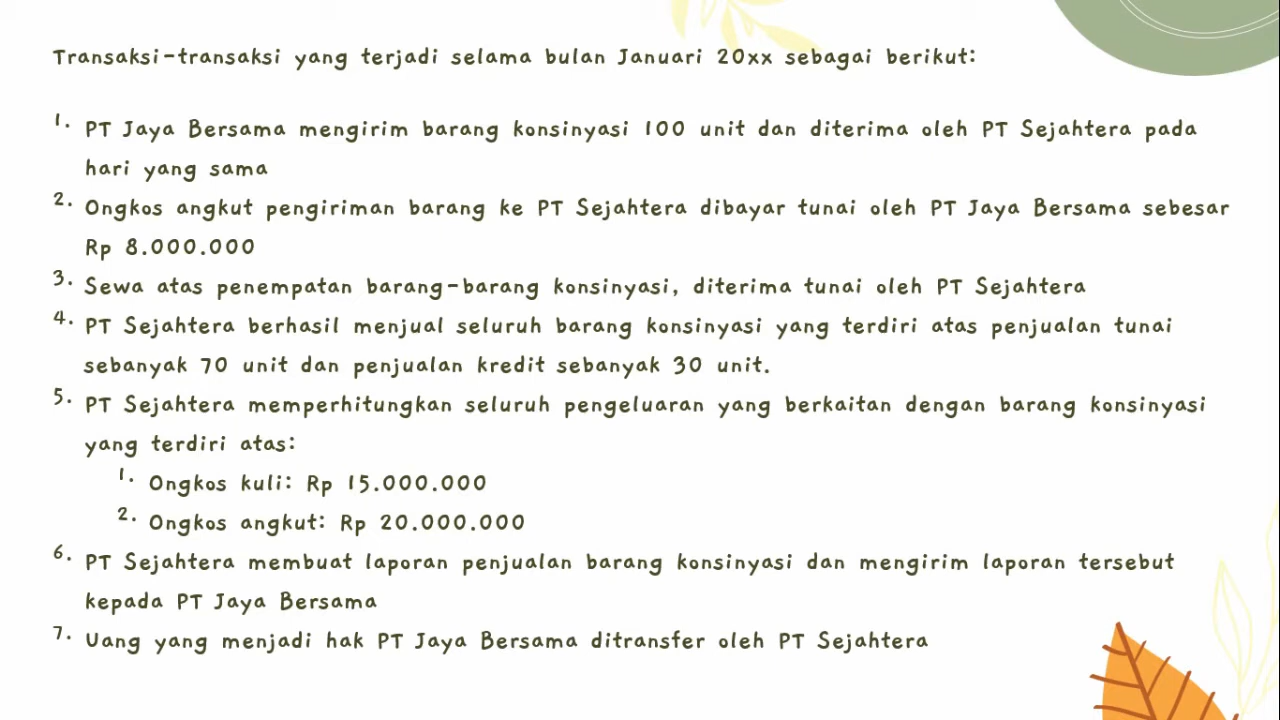 Transaksi-transaksi yang terjadi selama bulan Januari 20xx sebagai berikut:
1. PT Jaya Bersama mengirim barang konsinyasi 100 unit dan diterima oleh PT Sejahtera pada
hari yang sama
2. Ongkos angkut pengiriman barang ke PT Sejahtera dibayar tunai oleh PT Jaya Bersama sebesar
Rp 8.000.000
3. Sewa atas penempatan barang-barang konsinyasi, diterima tunai oleh PT Sejahtera
4. PT Sejahtera berhasil menjual seluruh barang konsinyasi yang terdiri atas penjualan tunai
sebanyak 70 unit dan penjualan kredit sebanyak 30 unit.
5. PT Sejahtera memperhitungkan seluruh pengeluaran yang berkaitan dengan barang konsinyasi
yang terdiri atas:
1. Ongkos kuli: Rp 15.000.000
2. Ongkos angkut: Rp 20.000.000
6. PT Sejahtera membuat laporan penjualan barang konsinyasi dan mengirim laporan tersebut
kepada PT Jaya Bersama
7. Uang yang menjadi hak PT Jaya Bersama ditransfer oleh PT Sejahtera